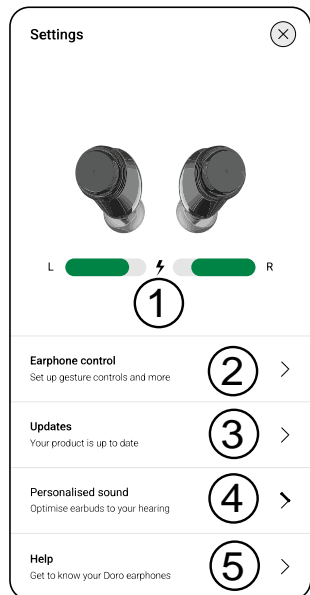 Settings
L R
1
Earphone control
Set up gesture controls and more
2
Updates
Your product is up to date
3
Personalised sound
Optimise earbuds to your hearing
4
Help
Get to know your Doro earphones
5